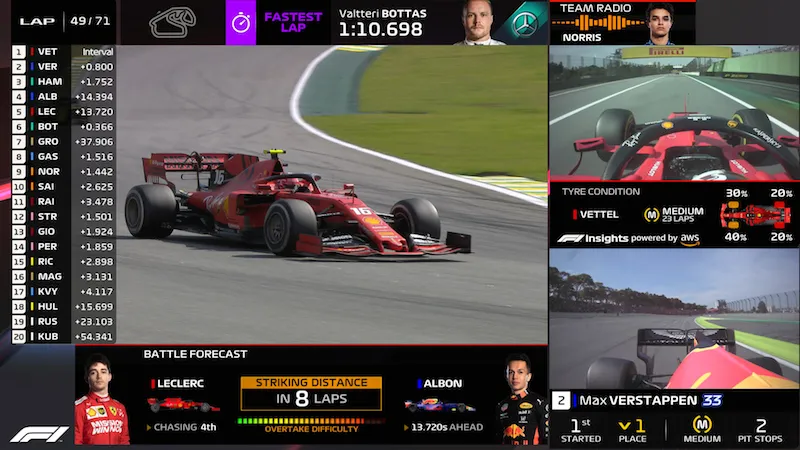 LAP 49 / 71
FASTEST LAP
Valtteri BOTTAS
1:10.698
TEAM RADIO
NORRIS
1 VET Interval
2 VER +0.800
3 HAM +1.752
4 ALB +14.394
5 LEC +13.720
6 BOT +0.366
7 GRO +37.906
8 GAS +1.516
9 NOR +1.442
10 SAI +2.625
11 RAI +3.478
12 STR +1.501
13 GIO +1.924
14 PER +1.859
15 RIC +2.898
16 MAG +3.131
17 KVY +4.117
18 HUL +15.699
19 RUS +23.103
20 KUB +54.341
16
16
PIRELLI
TYRE CONDITION
VETTEL
M MEDIUM
23 LAPS
30% 20%
40% 20%
F1 Insights powered by aws
BATTLE FORECAST
LECLERC
CHASING 4th
STRIKING DISTANCE
IN 8 LAPS
OVERTAKE DIFFICULTY
ALBON
13.720s AHEAD
MISSION WINNOW
F1
2 Max VERSTAPPEN 33
1st STARTED
1 PLACE
M MEDIUM
2 PIT STOPS